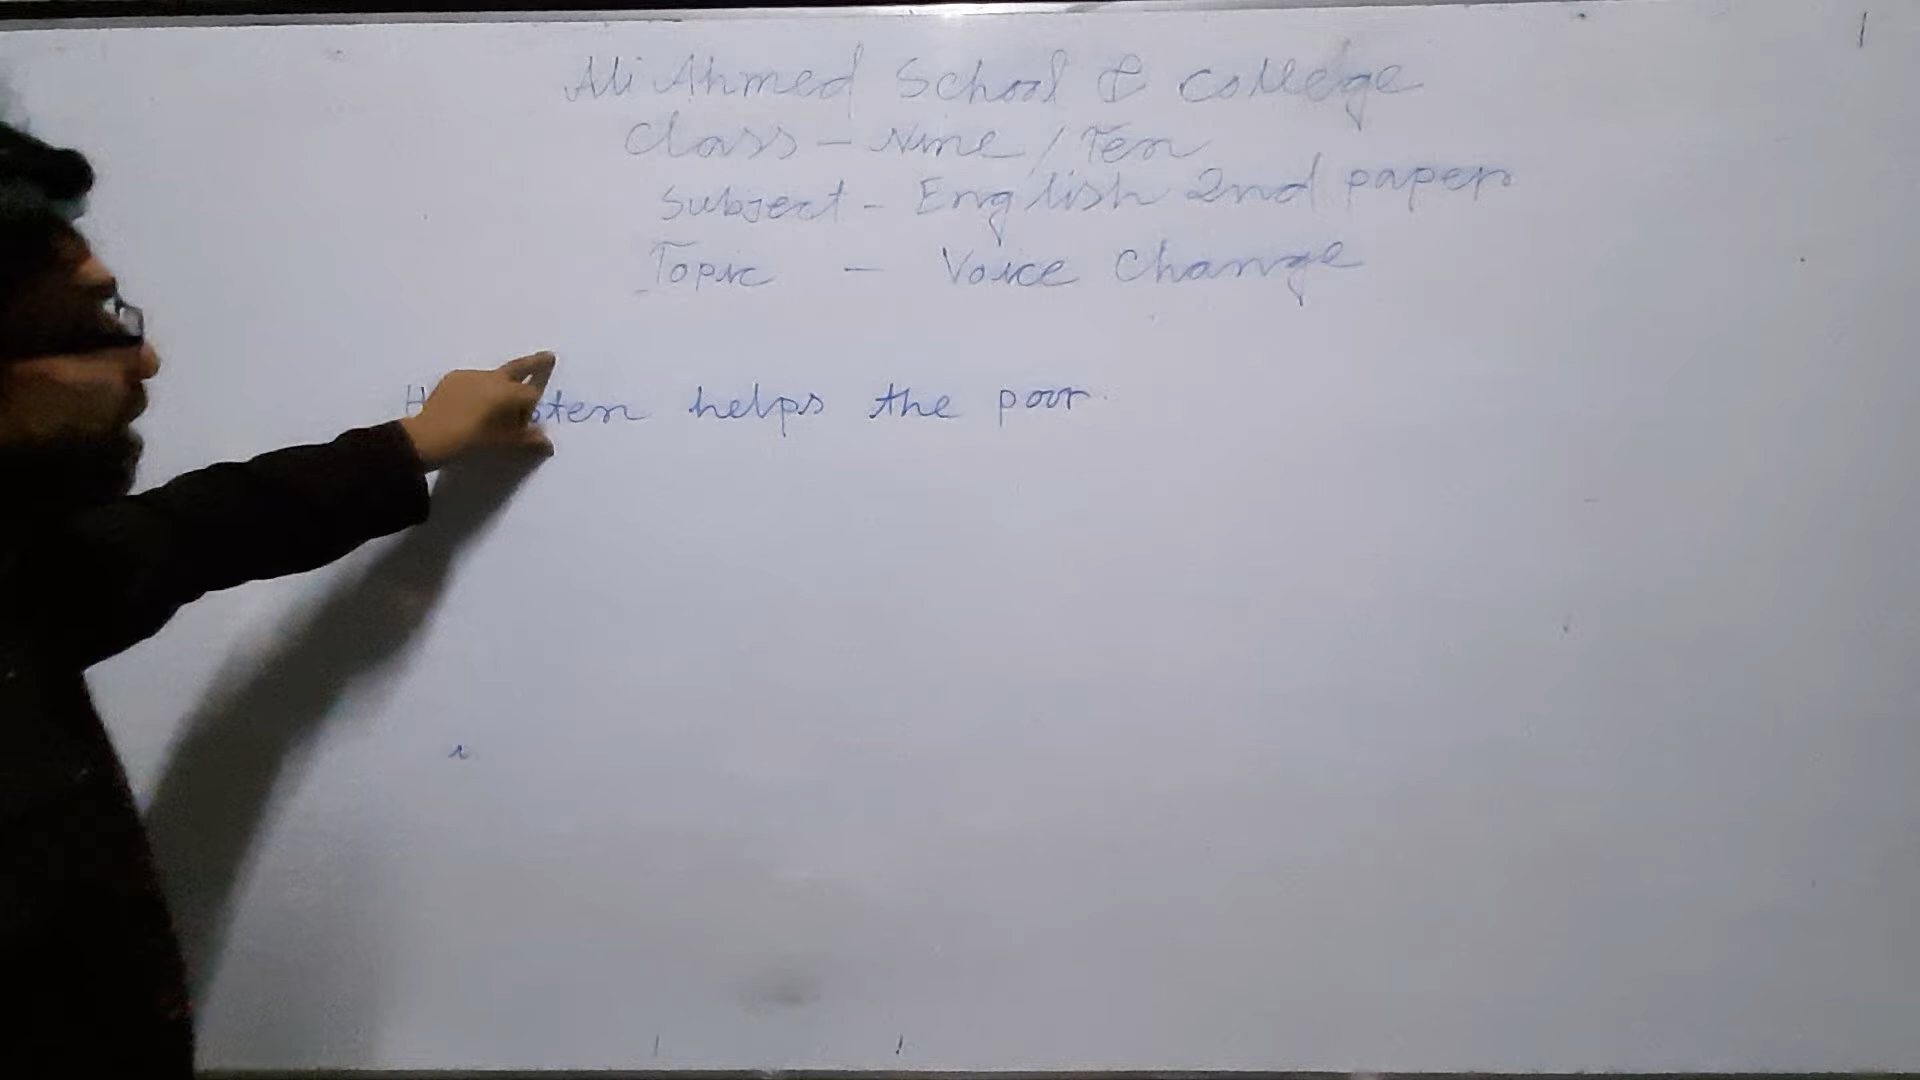 Ali Ahmed School & College
Class - Nine / Ten
Subject - English 2nd paper
Topic - Voice Change
helps the poor.